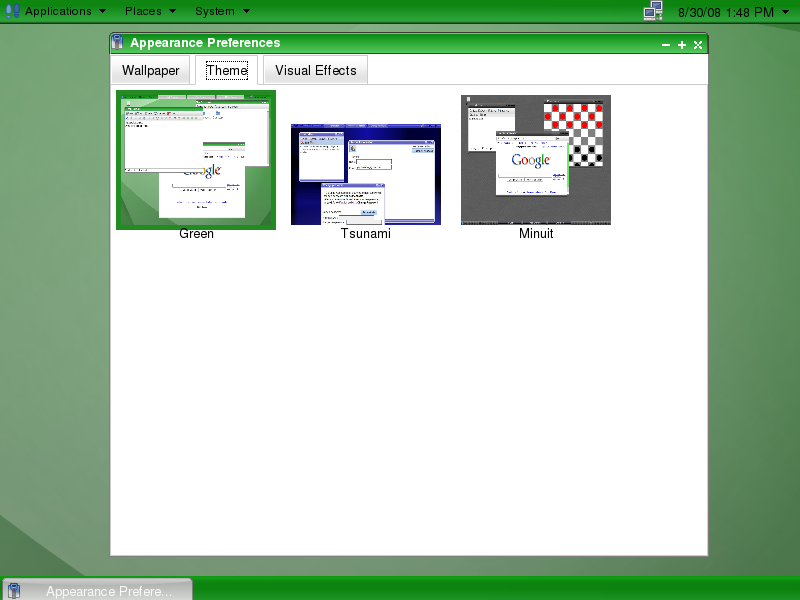 Applications Places System 8/30/08 1:48 PM
Appearance Preferences
Wallpaper Theme Visual Effects
Google
Green Tsunami Minuit
Appearance Prefere...